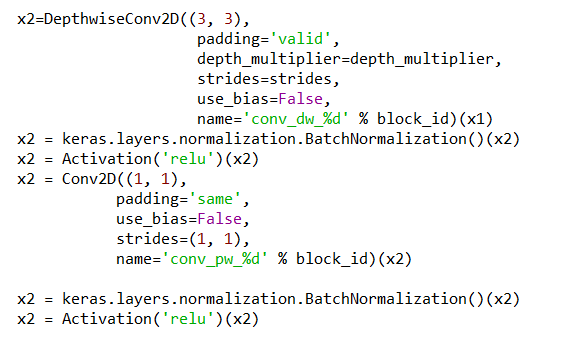 x2=DepthwiseConv2D((3, 3),
padding='valid',
depth_multiplier=depth_multiplier,
strides=strides,
use_bias=False,
name='conv_dw_%d' % block_id)(x1)
x2 = keras.layers.normalization.BatchNormalization()(x2)
x2 = Activation('relu')(x2)
x2 = Conv2D((1, 1),
padding='same',
use_bias=False,
strides=(1, 1),
name='conv_pw_%d' % block_id)(x2)
x2 = keras.layers.normalization.BatchNormalization()(x2)
x2 = Activation('relu')(x2)